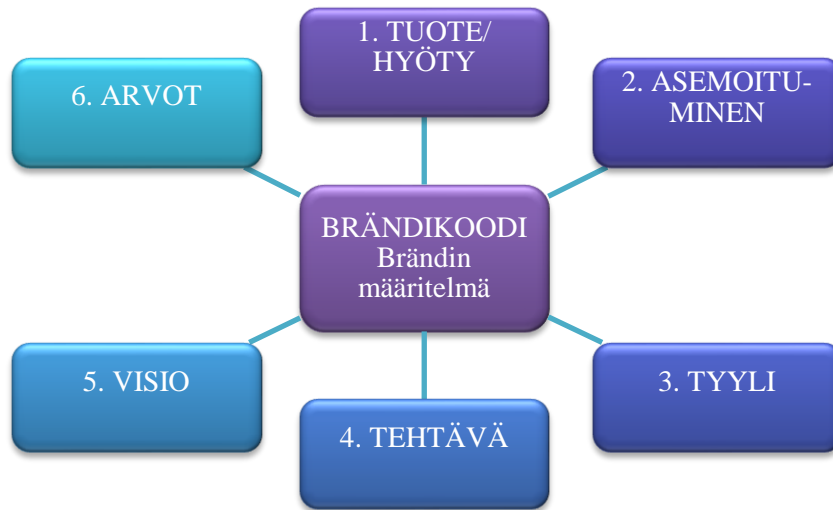 1. TUOTE/
HYÖTY
2. ASEMOITU-
MINEN
3. TYYLI
4. TEHTÄVÄ
5. VISIO
6. ARVOT
BRÄNDIKOODI
Brändin
määritelmä